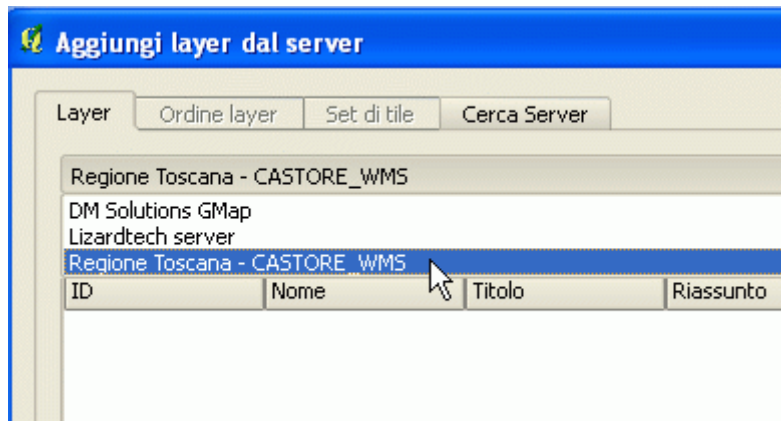 Aggiungi layer dal server
Layer Ordine layer Set di tile Cerca Server
Regione Toscana - CASTORE_WMS
DM Solutions GMap
Lizardtech server
Regione Toscana - CASTORE_WMS
ID Nome Titolo Riassunto